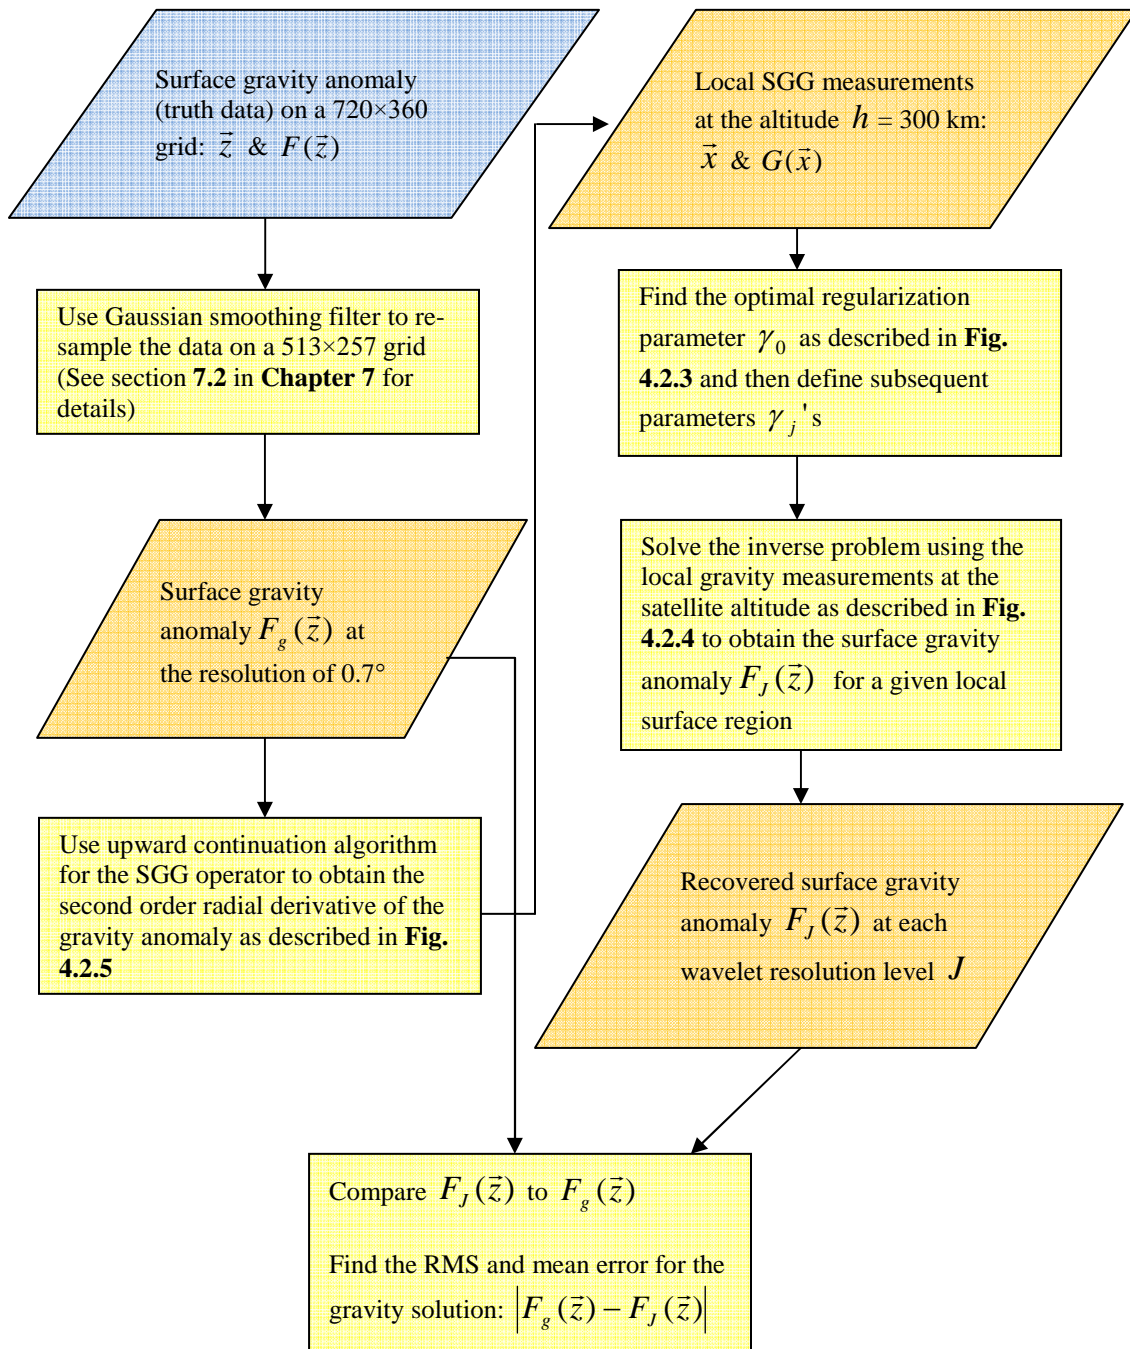 Surface gravity anomaly
(truth data) on a 720×360
grid: z⃗ & F(z⃗)
Use Gaussian smoothing filter to re-
sample the data on a 513×257 grid
(See section 7.2 in Chapter 7 for
details)
Surface gravity
anomaly F_g(z⃗) at
the resolution of 0.7°
Use upward continuation algorithm
for the SGG operator to obtain the
second order radial derivative of the
gravity anomaly as described in Fig.
4.2.5
Local SGG measurements
at the altitude h = 300 km:
x⃗ & G(x⃗)
Find the optimal regularization
parameter γ_0 as described in Fig.
4.2.3 and then define subsequent
parameters γ_j's
Solve the inverse problem using the
local gravity measurements at the
satellite altitude as described in Fig.
4.2.4 to obtain the surface gravity
anomaly F_J(z⃗) for a given local
surface region
Recovered surface gravity
anomaly F_J(z⃗) at each
wavelet resolution level J
Compare F_J(z⃗) to F_g(z⃗)
Find the RMS and mean error for the
gravity solution: |F_g(z⃗) − F_J(z⃗)|